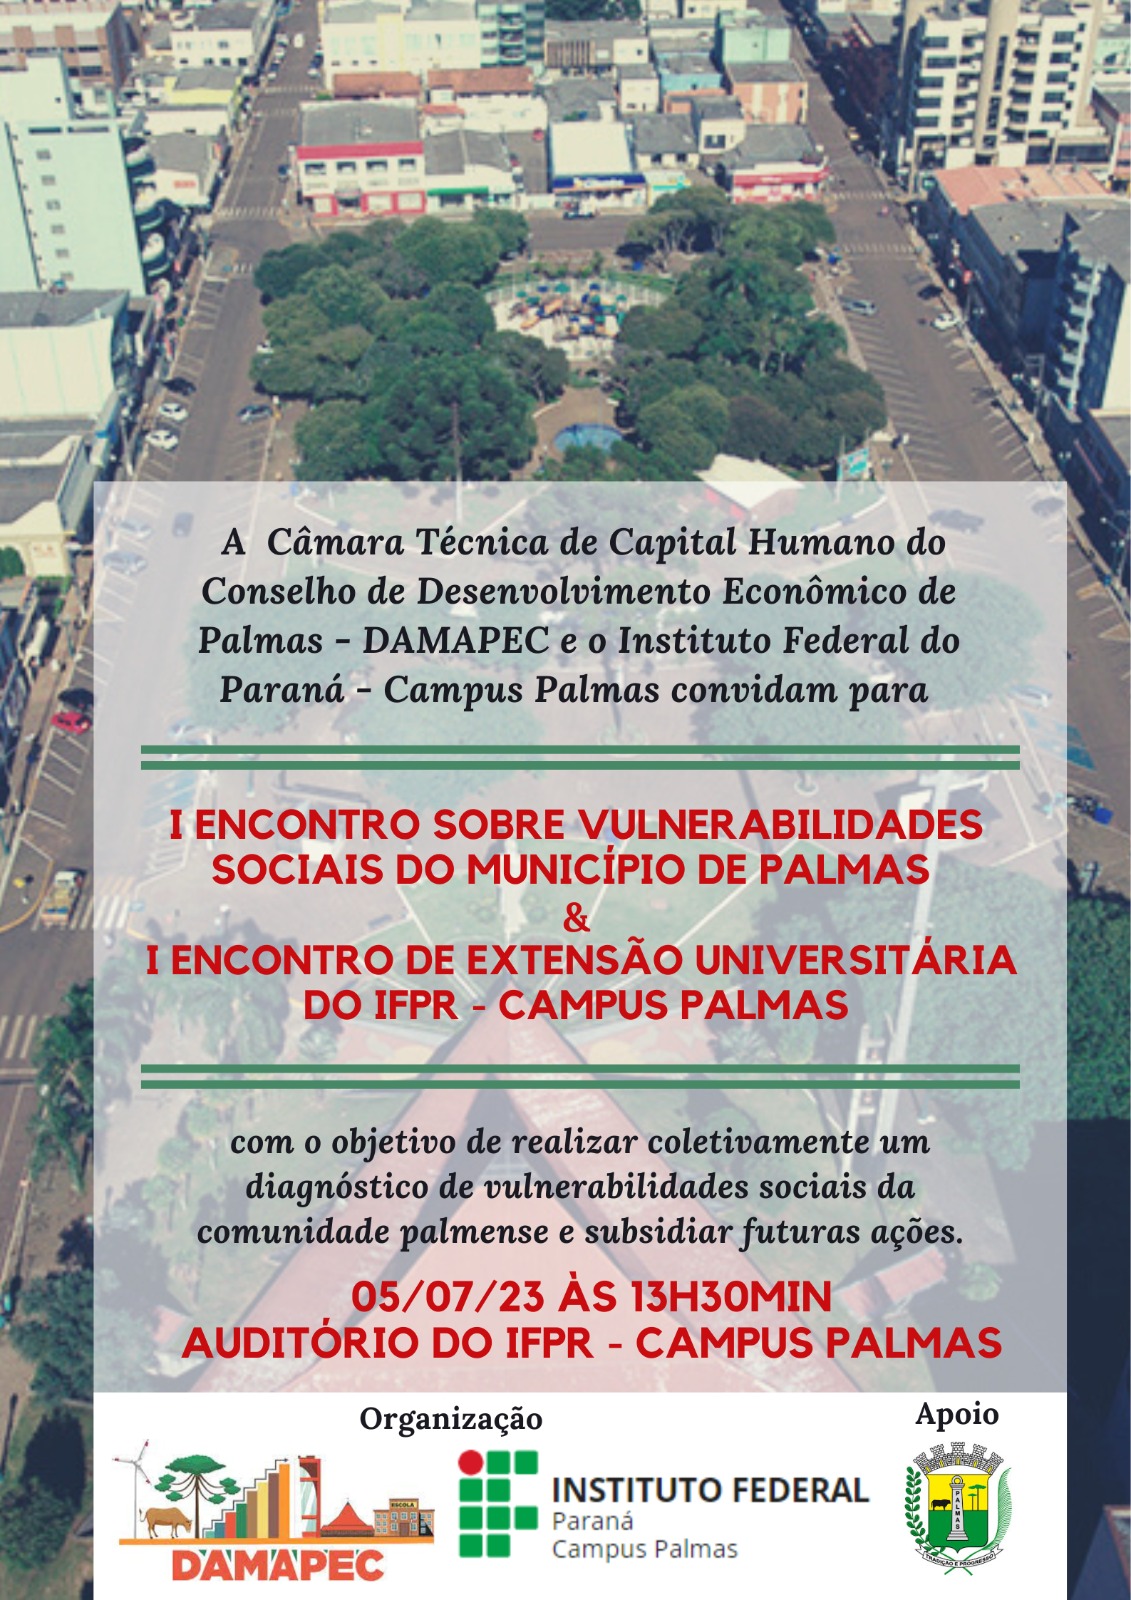 A Câmara Técnica de Capital Humano do
Conselho de Desenvolvimento Econômico de
Palmas - DAMAPEC e o Instituto Federal do
Paraná - Campus Palmas convidam para
I ENCONTRO SOBRE VULNERABILIDADES
SOCIAIS DO MUNICÍPIO DE PALMAS
&
I ENCONTRO DE EXTENSÃO UNIVERSITÁRIA
DO IFPR - CAMPUS PALMAS
com o objetivo de realizar coletivamente um
diagnóstico de vulnerabilidades sociais da
comunidade palmense e subsidiar futuras ações.
05/07/23 ÀS 13H30MIN
AUDITÓRIO DO IFPR - CAMPUS PALMAS
Organização
Apoio
ESCOLA
DAMAPEC
INSTITUTO FEDERAL
Paraná
Campus Palmas
PALMAS
TRADIÇÃO E PROGRESSO